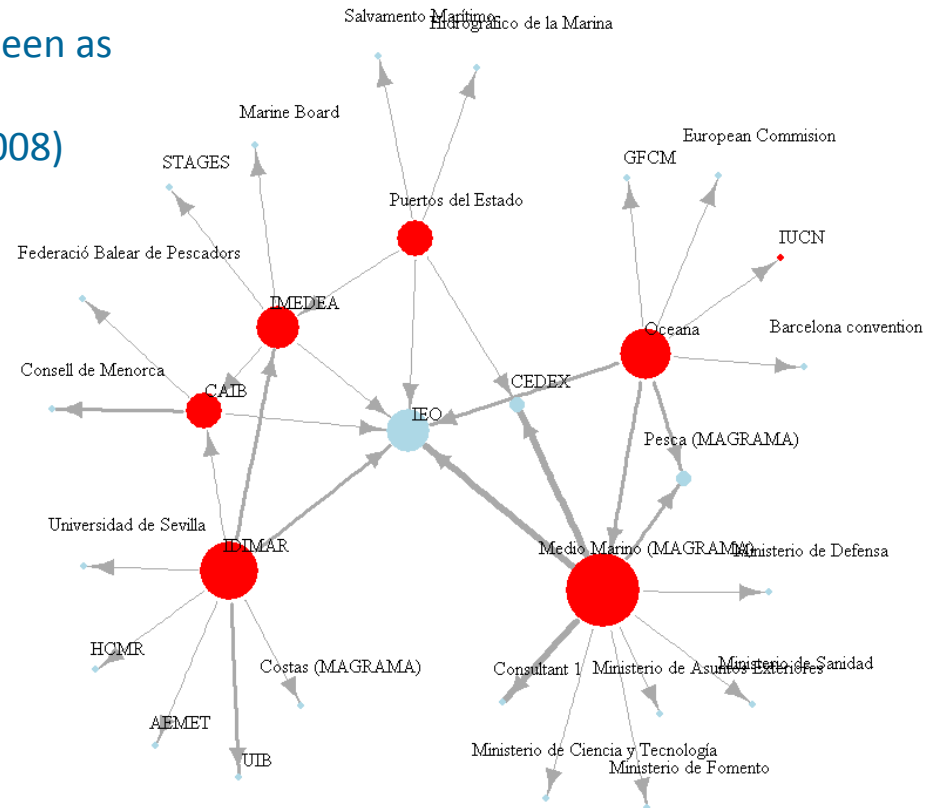 een as
008)
Salvamento Marítimo
Hidrográfico de la Marina
Marine Board
European Commision
STAGES
GFCM
Puertos del Estado
IUCN
Federació Balear de Pescadors
IMEDEA
Oceana
Barcelona convention
Consell de Menorca
CAIB
CEDEX
IEO
Pesca (MAGRAMA)
Universidad de Sevilla
IDIMAR
Medio Marino (MAGRAMA)
Ministerio de Defensa
HCMR
Costas (MAGRAMA)
Consultant 1
Ministerio de Asuntos Exteriores
Ministerio de Sanidad
AEMET
UIB
Ministerio de Ciencia y Tecnología
Ministerio de Fomento